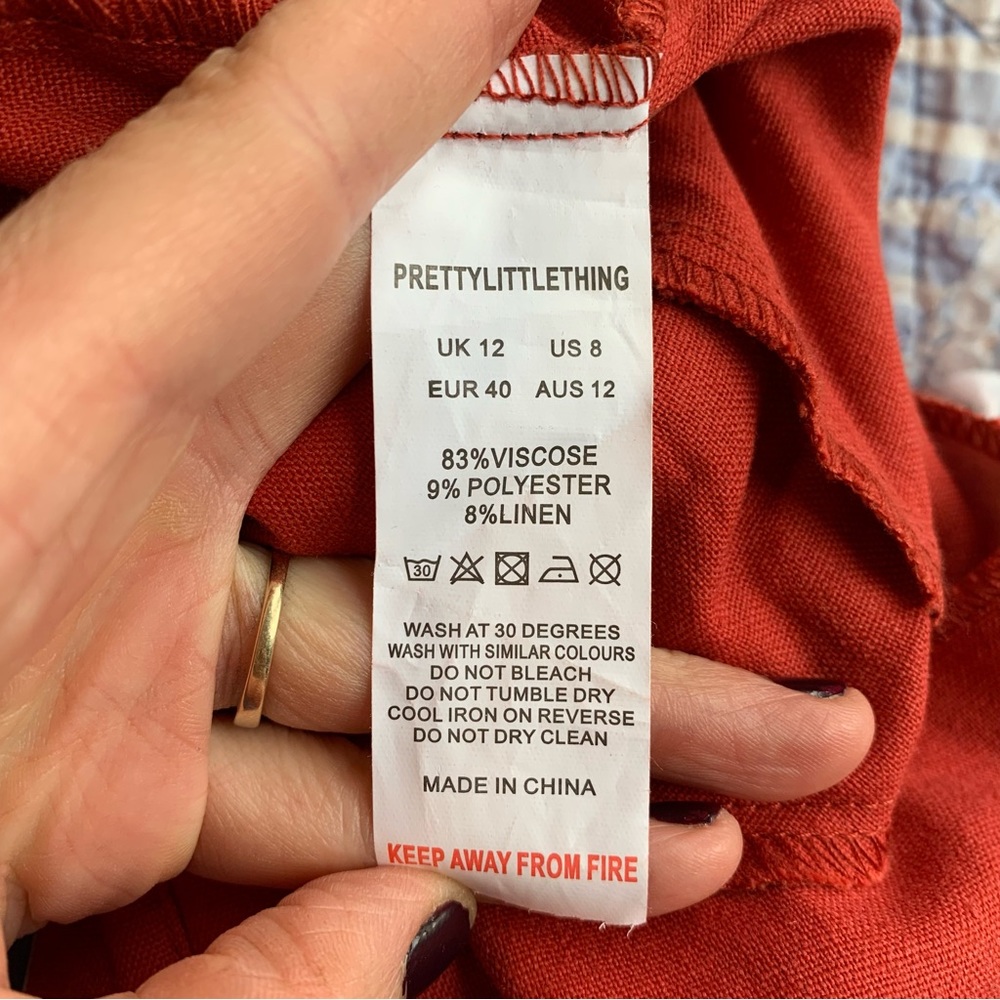 PRETTYLITTLETHING
UK 12 US 8
EUR 40 AUS 12
83%VISCOSE
9% POLYESTER
8%LINEN
30
WASH AT 30 DEGREES
WASH WITH SIMILAR COLOURS
DO NOT BLEACH
DO NOT TUMBLE DRY
COOL IRON ON REVERSE
DO NOT DRY CLEAN
MADE IN CHINA
KEEP AWAY FROM FIRE